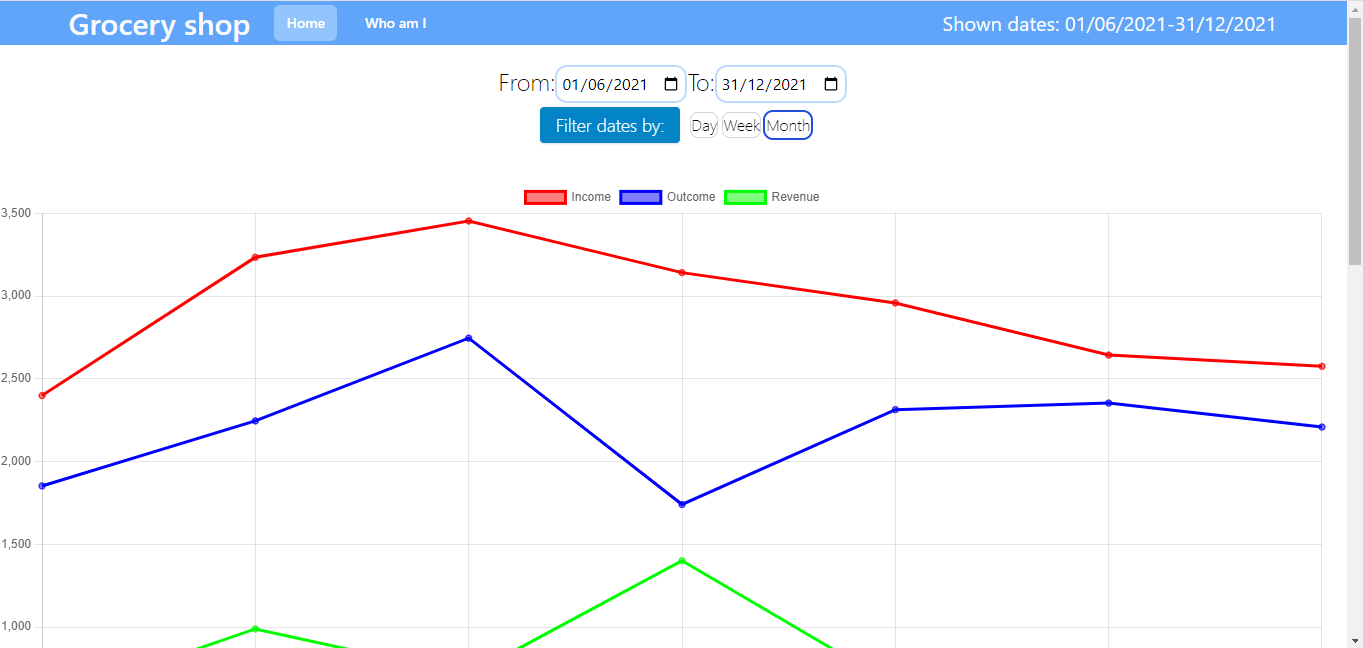 Grocery shop Home Who am I Shown dates: 01/06/2021-31/12/2021
From: 01/06/2021 To: 31/12/2021
Filter dates by: Day Week Month
Income Outcome Revenue
3,500
3,000
2,500
2,000
1,500
1,000